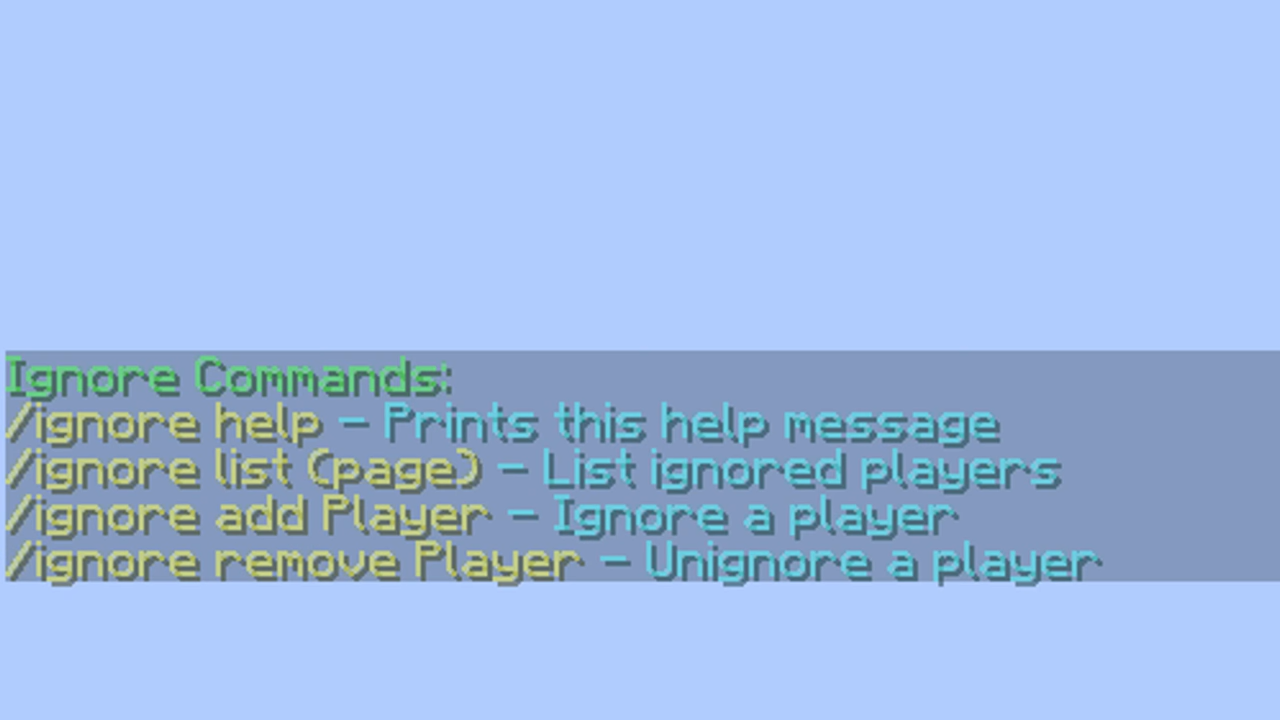 Ignore Commands:
/ignore help - Prints this help message
/ignore list (page) - List ignored players
/ignore add Player - Ignore a player
/ignore remove Player - Unignore a player